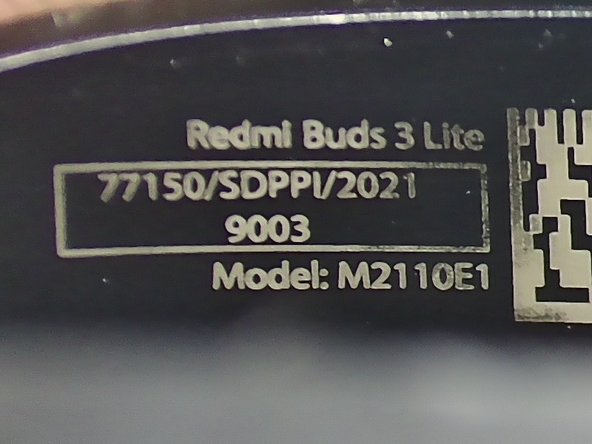 Redmi Buds 3 Lite
77150/SDPPI/2021
9003
Model: M2110E1